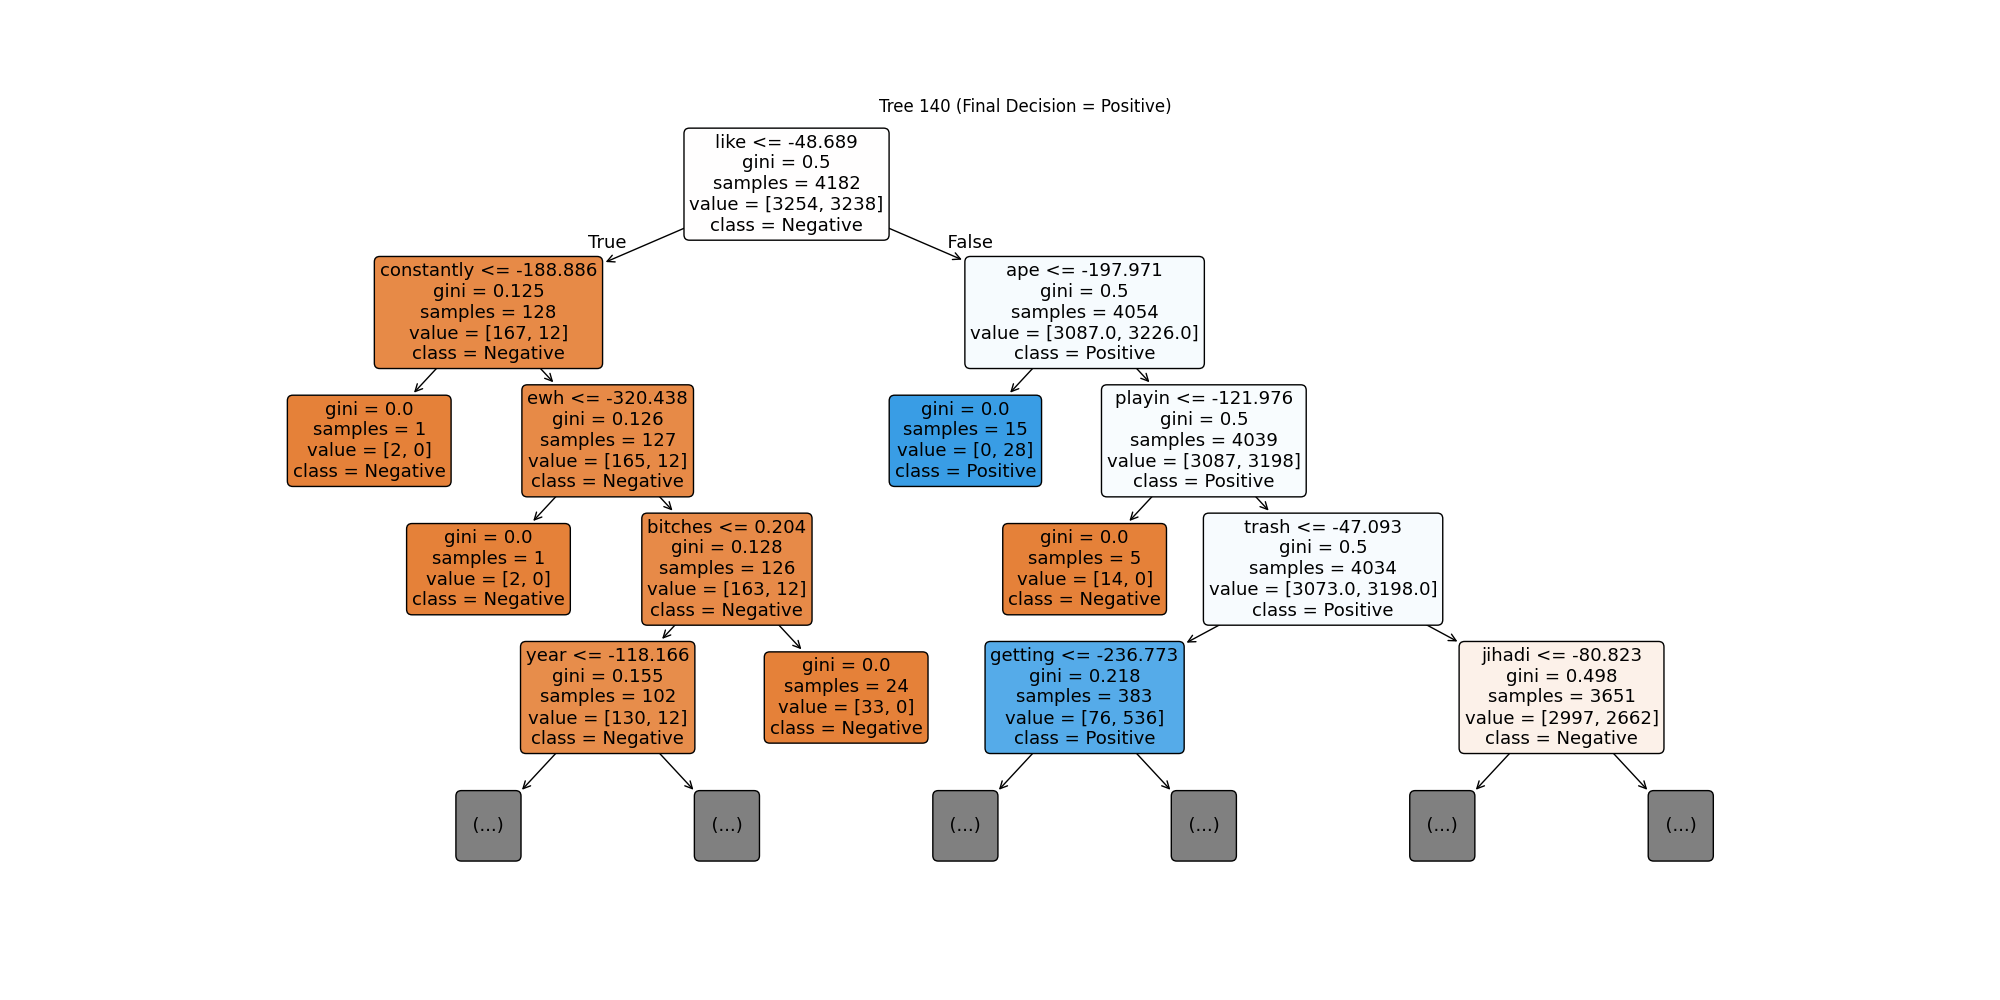 Tree 140 (Final Decision = Positive)
like <= -48.689
gini = 0.5
samples = 4182
value = [3254, 3238]
class = Negative
True
False
constantly <= -188.886
gini = 0.125
samples = 128
value = [167, 12]
class = Negative
ape <= -197.971
gini = 0.5
samples = 4054
value = [3087.0, 3226.0]
class = Positive
gini = 0.0
samples = 1
value = [2, 0]
class = Negative
ewh <= -320.438
gini = 0.126
samples = 127
value = [165, 12]
class = Negative
gini = 0.0
samples = 15
value = [0, 28]
class = Positive
playin <= -121.976
gini = 0.5
samples = 4039
value = [3087, 3198]
class = Positive
gini = 0.0
samples = 1
value = [2, 0]
class = Negative
bitches <= 0.204
gini = 0.128
samples = 126
value = [163, 12]
class = Negative
gini = 0.0
samples = 5
value = [14, 0]
class = Negative
trash <= -47.093
gini = 0.5
samples = 4034
value = [3073.0, 3198.0]
class = Positive
year <= -118.166
gini = 0.155
samples = 102
value = [130, 12]
class = Negative
gini = 0.0
samples = 24
value = [33, 0]
class = Negative
getting <= -236.773
gini = 0.218
samples = 383
value = [76, 536]
class = Positive
jihadi <= -80.823
gini = 0.498
samples = 3651
value = [2997, 2662]
class = Negative
(...)
(...)
(...)
(...)
(...)
(...)